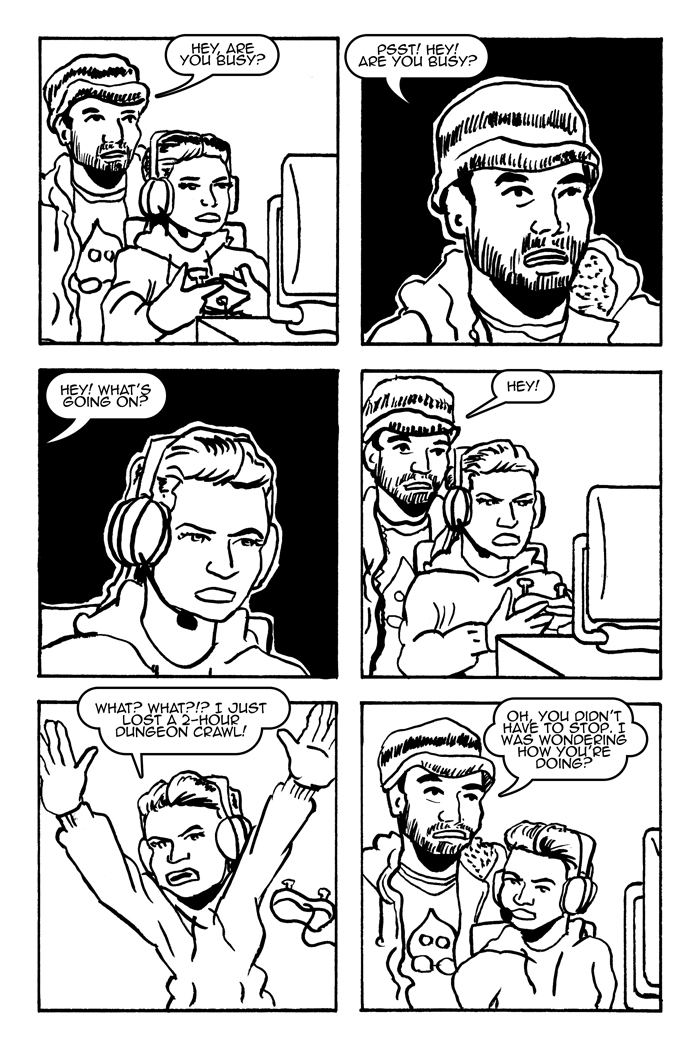 HEY, ARE
YOU BUSY?
PSST! HEY!
ARE YOU BUSY?
HEY! WHAT'S
GOING ON?
HEY!
WHAT? WHAT?!? I JUST
LOST A 2-HOUR
DUNGEON CRAWL!
OH, YOU DIDN'T
HAVE TO STOP. I
WAS WONDERING
HOW YOU'RE
DOING?